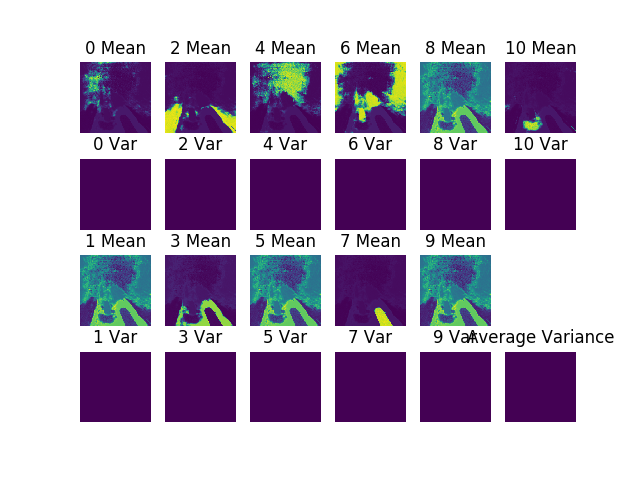 0 Mean 2 Mean 4 Mean 6 Mean 8 Mean 10 Mean
0 Var 2 Var 4 Var 6 Var 8 Var 10 Var
1 Mean 3 Mean 5 Mean 7 Mean 9 Mean
1 Var 3 Var 5 Var 7 Var 9 Var Average Variance